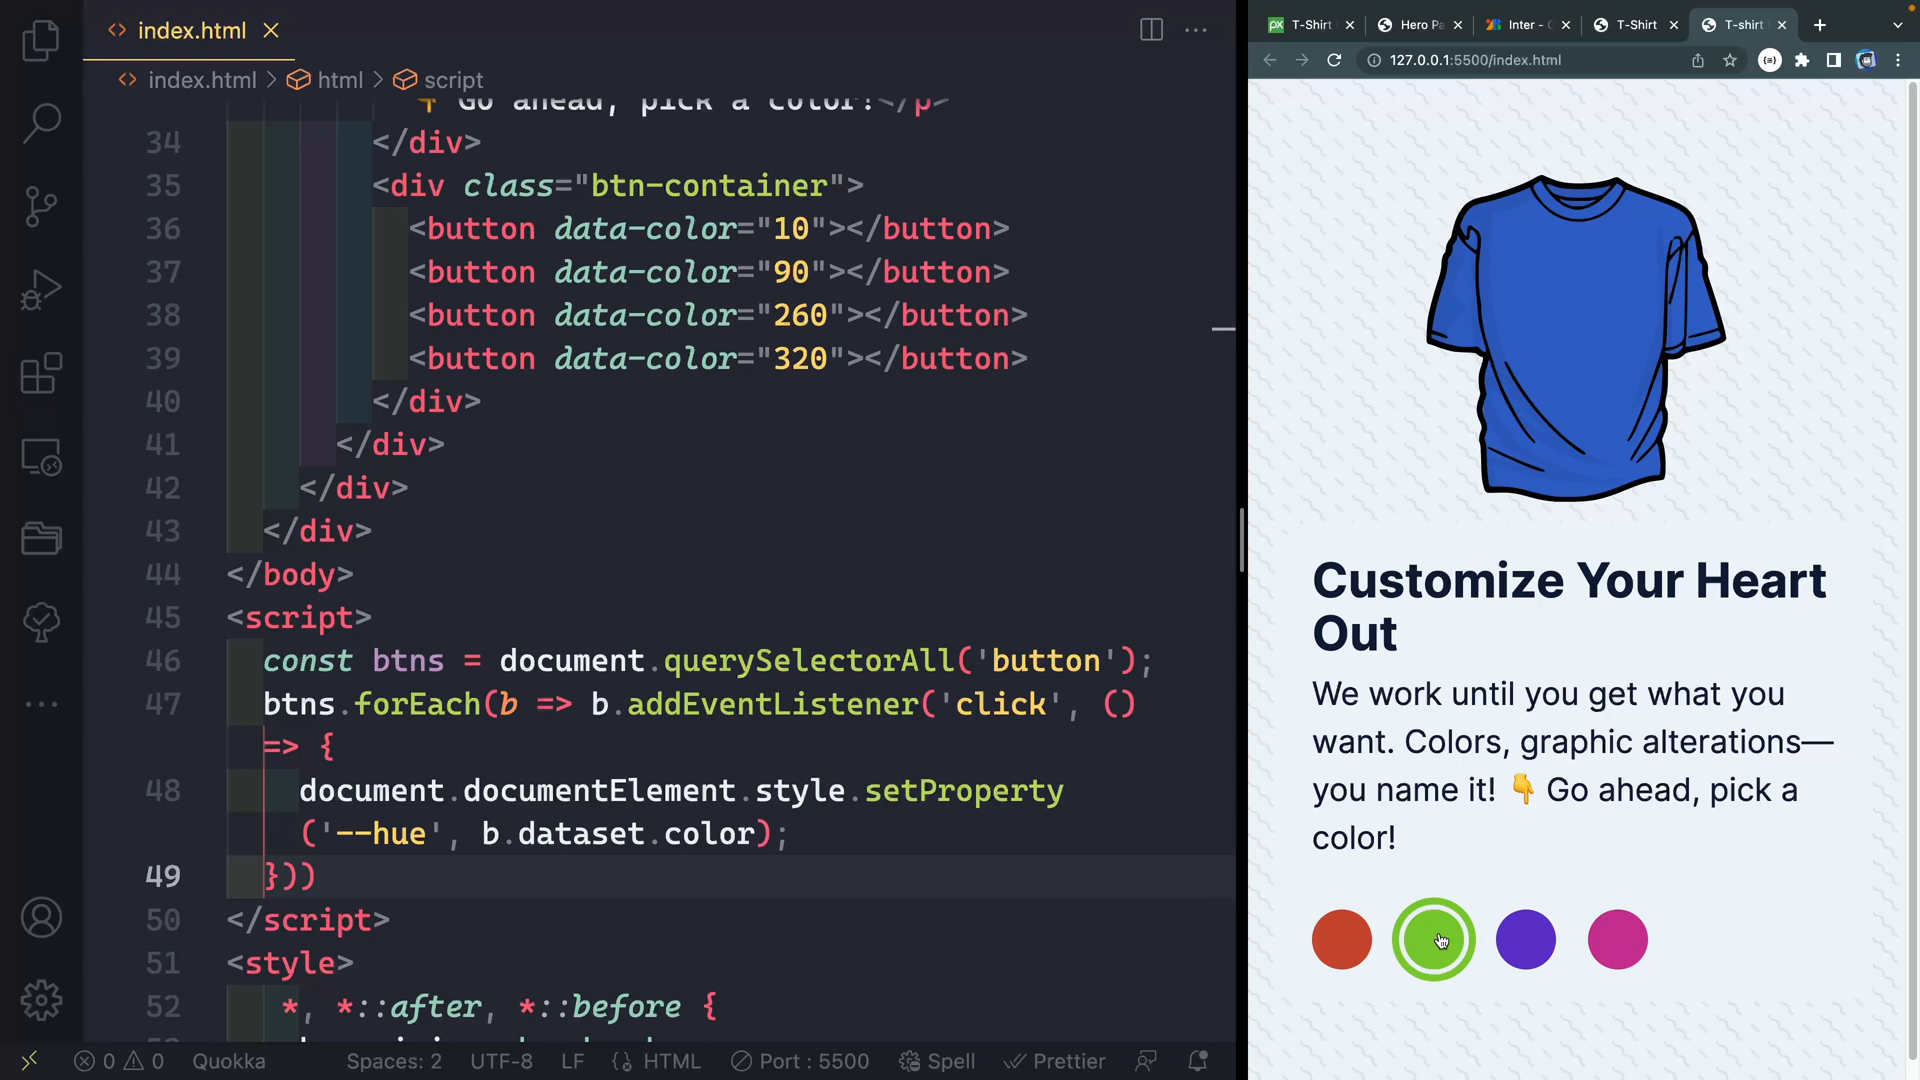 index.html
index.html > html > script
Go ahead, pick a color!</p>
34 </div>
35 <div class="btn-container">
36 <button data-color="10"></button>
37 <button data-color="90"></button>
38 <button data-color="260"></button>
39 <button data-color="320"></button>
40 </div>
41 </div>
42 </div>
43 </div>
44 </body>
45 <script>
46 const btns = document.querySelectorAll('button');
47 btns.forEach(b => b.addEventListener('click', ()
=> {
48 document.documentElement.style.setProperty
('--hue', b.dataset.color);
49 }))
50 </script>
51 <style>
52 *, *::after, *::before {
0 0 Quokka Spaces: 2 UTF-8 LF {} HTML Port : 5500 Spell Prettier
T-Shirt Hero Pa Inter - T-Shirt T-shirt
127.0.0.1:5500/index.html
Customize Your Heart
Out
We work until you get what you
want. Colors, graphic alterations—
you name it! 👇 Go ahead, pick a
color!